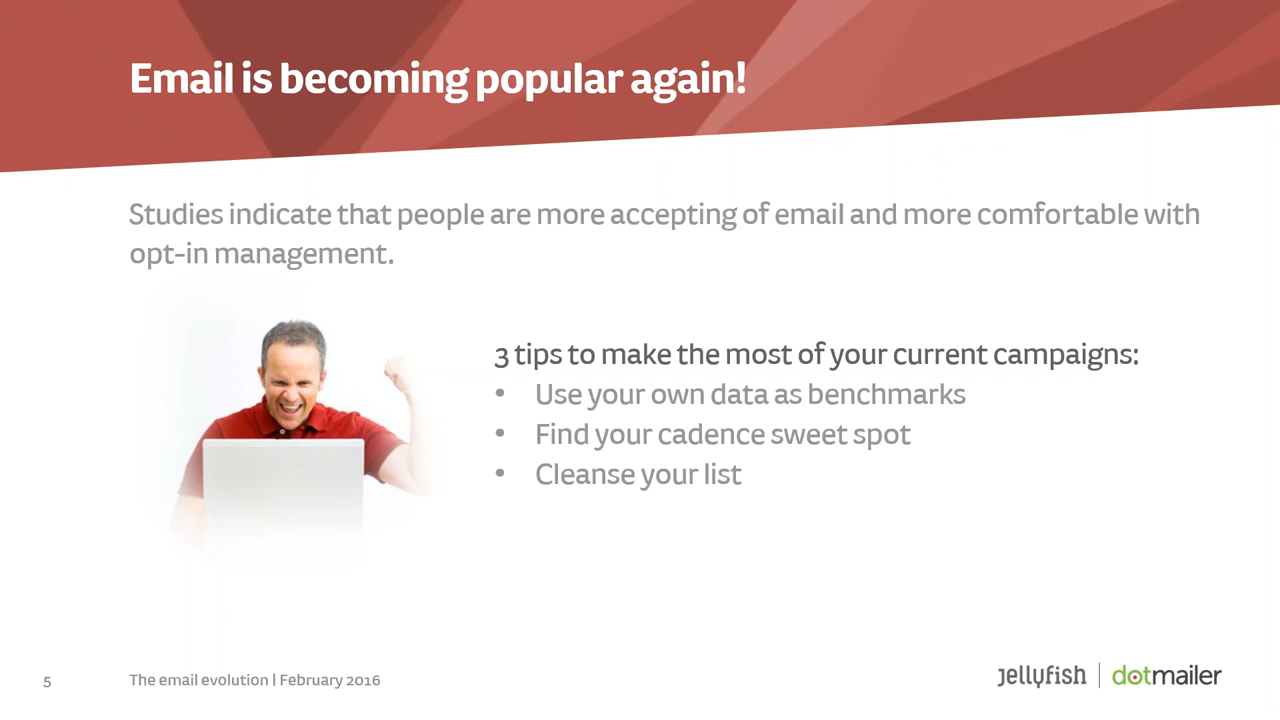 Email is becoming popular again!
Studies indicate that people are more accepting of email and more comfortable with
opt-in management.
3 tips to make the most of your current campaigns:
• Use your own data as benchmarks
• Find your cadence sweet spot
• Cleanse your list
5 The email evolution | February 2016
jellyfish | dotmailer